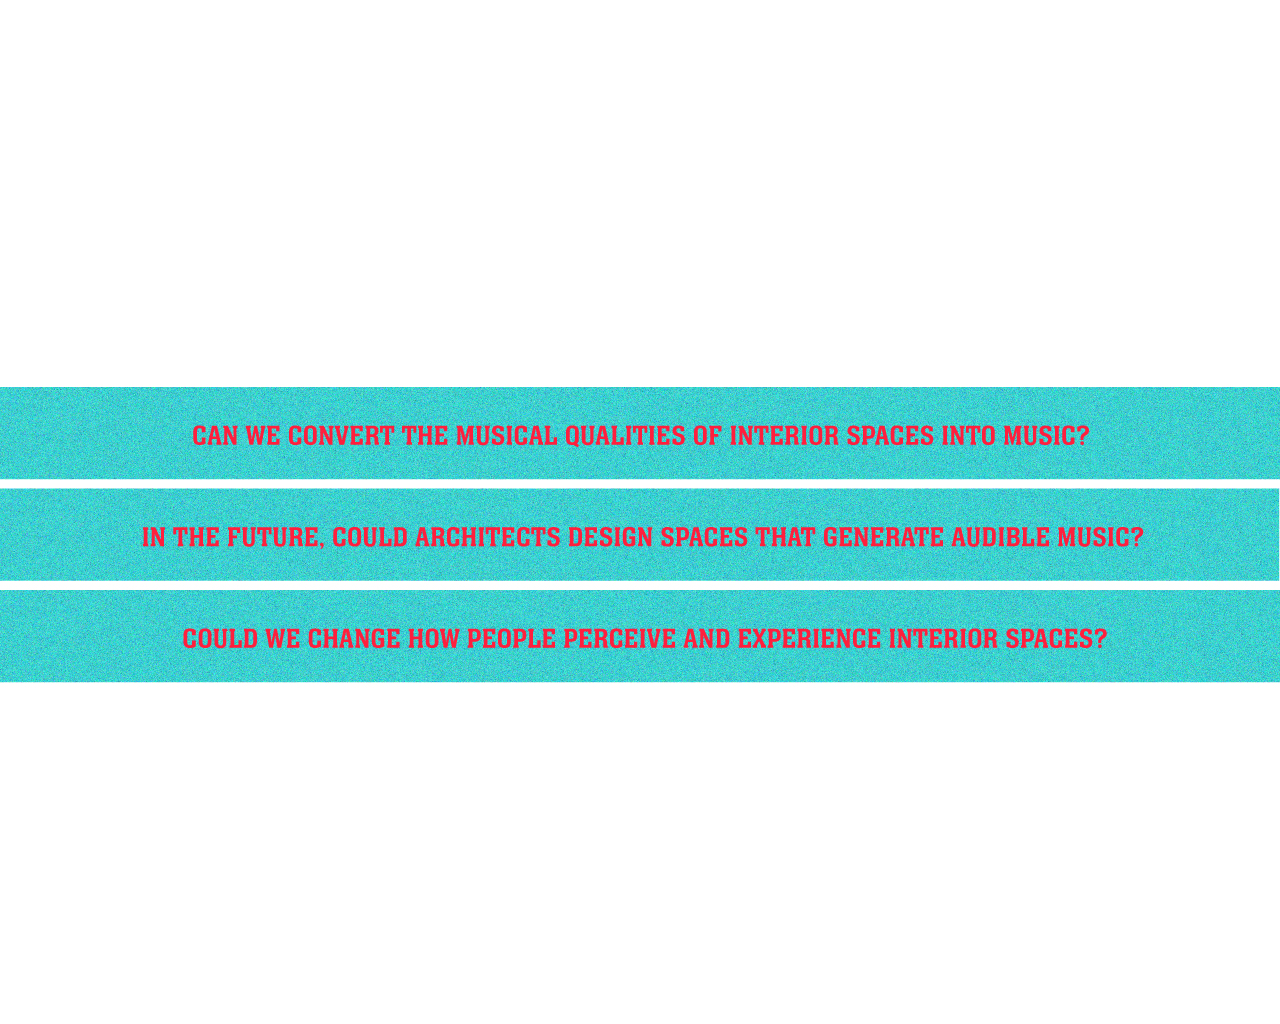 CAN WE CONVERT THE MUSICAL QUALITIES OF INTERIOR SPACES INTO MUSIC?
IN THE FUTURE, COULD ARCHITECTS DESIGN SPACES THAT GENERATE AUDIBLE MUSIC?
COULD WE CHANGE HOW PEOPLE PERCEIVE AND EXPERIENCE INTERIOR SPACES?